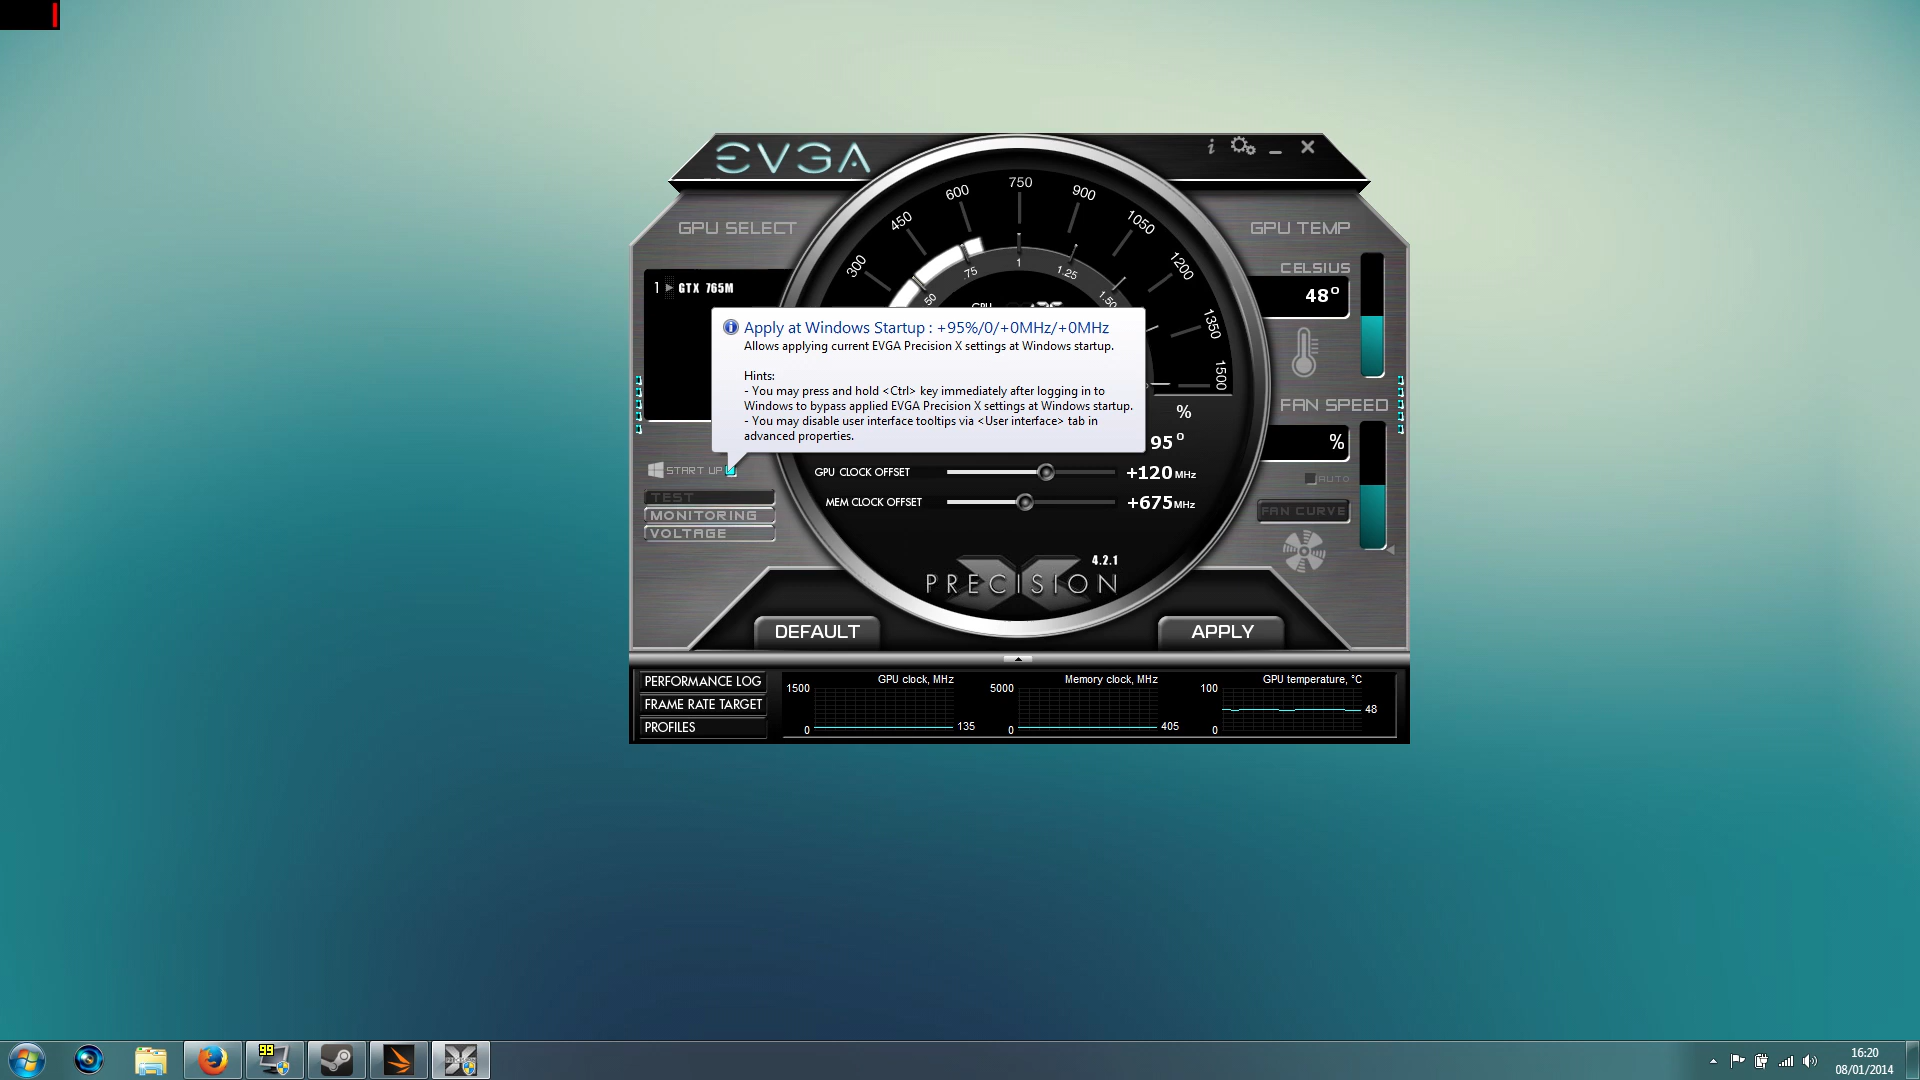 EVGA
i
GPU SELECT
1 GTX 765M
300
450
600
750
900
1050
1200
1350
1500
.50
.75
1
1.25
1.50
GPU TEMP
CELSIUS
48°
Apply at Windows Startup : +95%/0/+0MHz/+0MHz
Allows applying current EVGA Precision X settings at Windows startup.
Hints:
- You may press and hold <Ctrl> key immediately after logging in to
Windows to bypass applied EVGA Precision X settings at Windows startup.
- You may disable user interface tooltips via <User interface> tab in
advanced properties.
%
95°
FAN SPEED
%
AUTO
FAN CURVE
START UP
TEST
MONITORING
VOLTAGE
GPU CLOCK OFFSET +120 MHz
MEM CLOCK OFFSET +675 MHz
4.2.1
PRECISION
DEFAULT
APPLY
PERFORMANCE LOG
FRAME RATE TARGET
PROFILES
GPU clock, MHz
1500
0
135
Memory clock, MHz
5000
0
405
GPU temperature, °C
100
0
48
99
16:20
08/01/2014